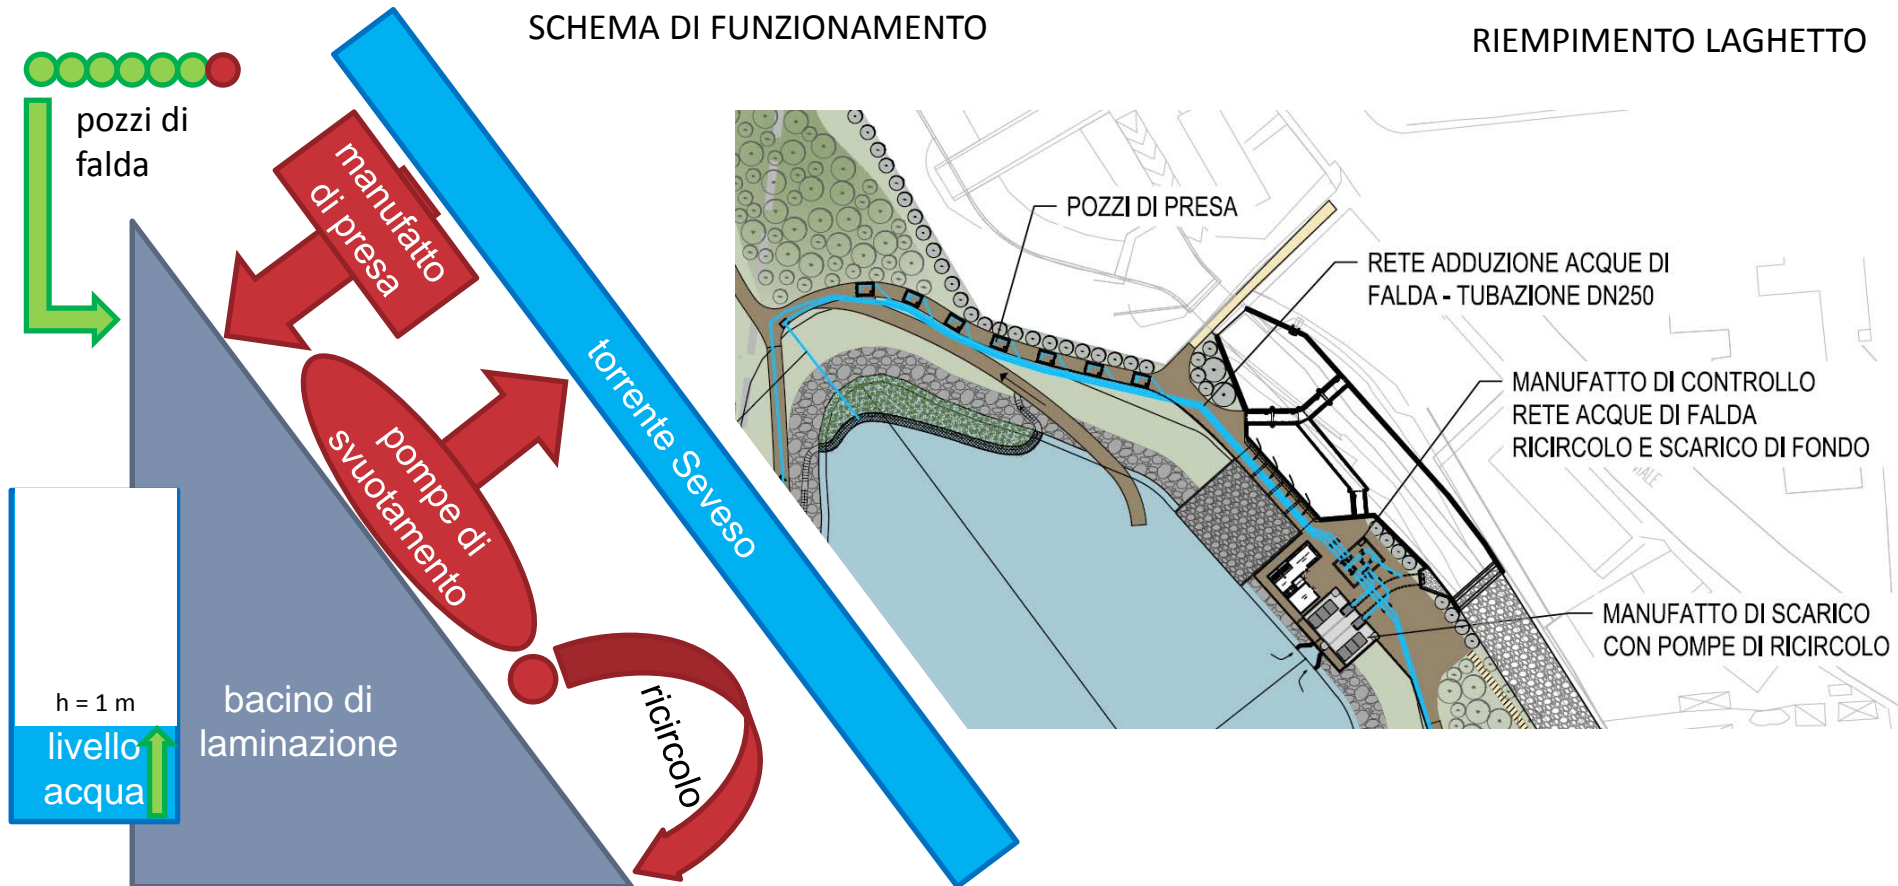 SCHEMA DI FUNZIONAMENTO
RIEMPIMENTO LAGHETTO
pozzi di
falda
manufatto
di presa
torrente Seveso
pompe di
svuotamento
ricircolo
h = 1 m
livello
acqua
bacino di
laminazione
POZZI DI PRESA
RETE ADDUZIONE ACQUE DI
FALDA - TUBAZIONE DN250
MANUFATTO DI CONTROLLO
RETE ACQUE DI FALDA
RICIRCOLO E SCARICO DI FONDO
MANUFATTO DI SCARICO
CON POMPE DI RICIRCOLO